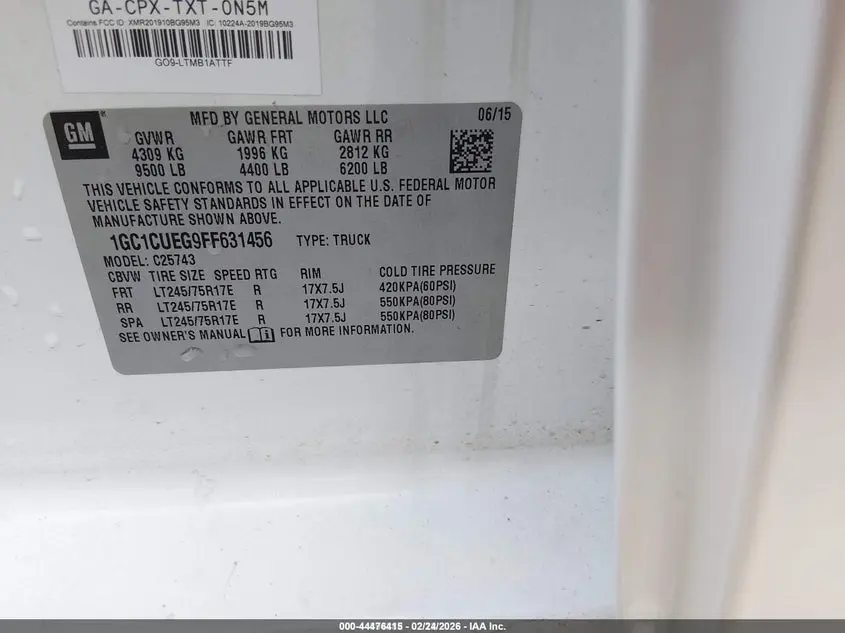 GA-CPX-TXT-0N5M
Contains FCC ID XMR201910BG95M3 IC: 10224A-2019BG95M3
GO9-LTMB1ATTF
GM
MFD BY GENERAL MOTORS LLC 06/15
GVWR GAWR FRT GAWR RR
4309 KG 1996 KG 2812 KG
9500 LB 4400 LB 6200 LB
THIS VEHICLE CONFORMS TO ALL APPLICABLE U.S. FEDERAL MOTOR
VEHICLE SAFETY STANDARDS IN EFFECT ON THE DATE OF
MANUFACTURE SHOWN ABOVE.
1GC1CUEG9FF631456 TYPE: TRUCK
MODEL: C25743
CBVW TIRE SIZE SPEED RTG RIM COLD TIRE PRESSURE
FRT LT245/75R17E R 17X7.5J 420KPA(60PSI)
RR LT245/75R17E R 17X7.5J 550KPA(80PSI)
SPA LT245/75R17E R 17X7.5J 550KPA(80PSI)
SEE OWNER'S MANUAL FOR MORE INFORMATION.
000-44476415 - 02/24/2026 - IAA Inc.